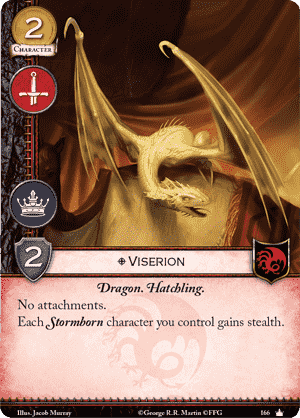 2
CHARACTER
2
VISERION
Dragon. Hatchling.
No attachments.
Each Stormborn character you control gains stealth.
Illus. Jacob Murray ©George R.R. Martin ©FFG 166